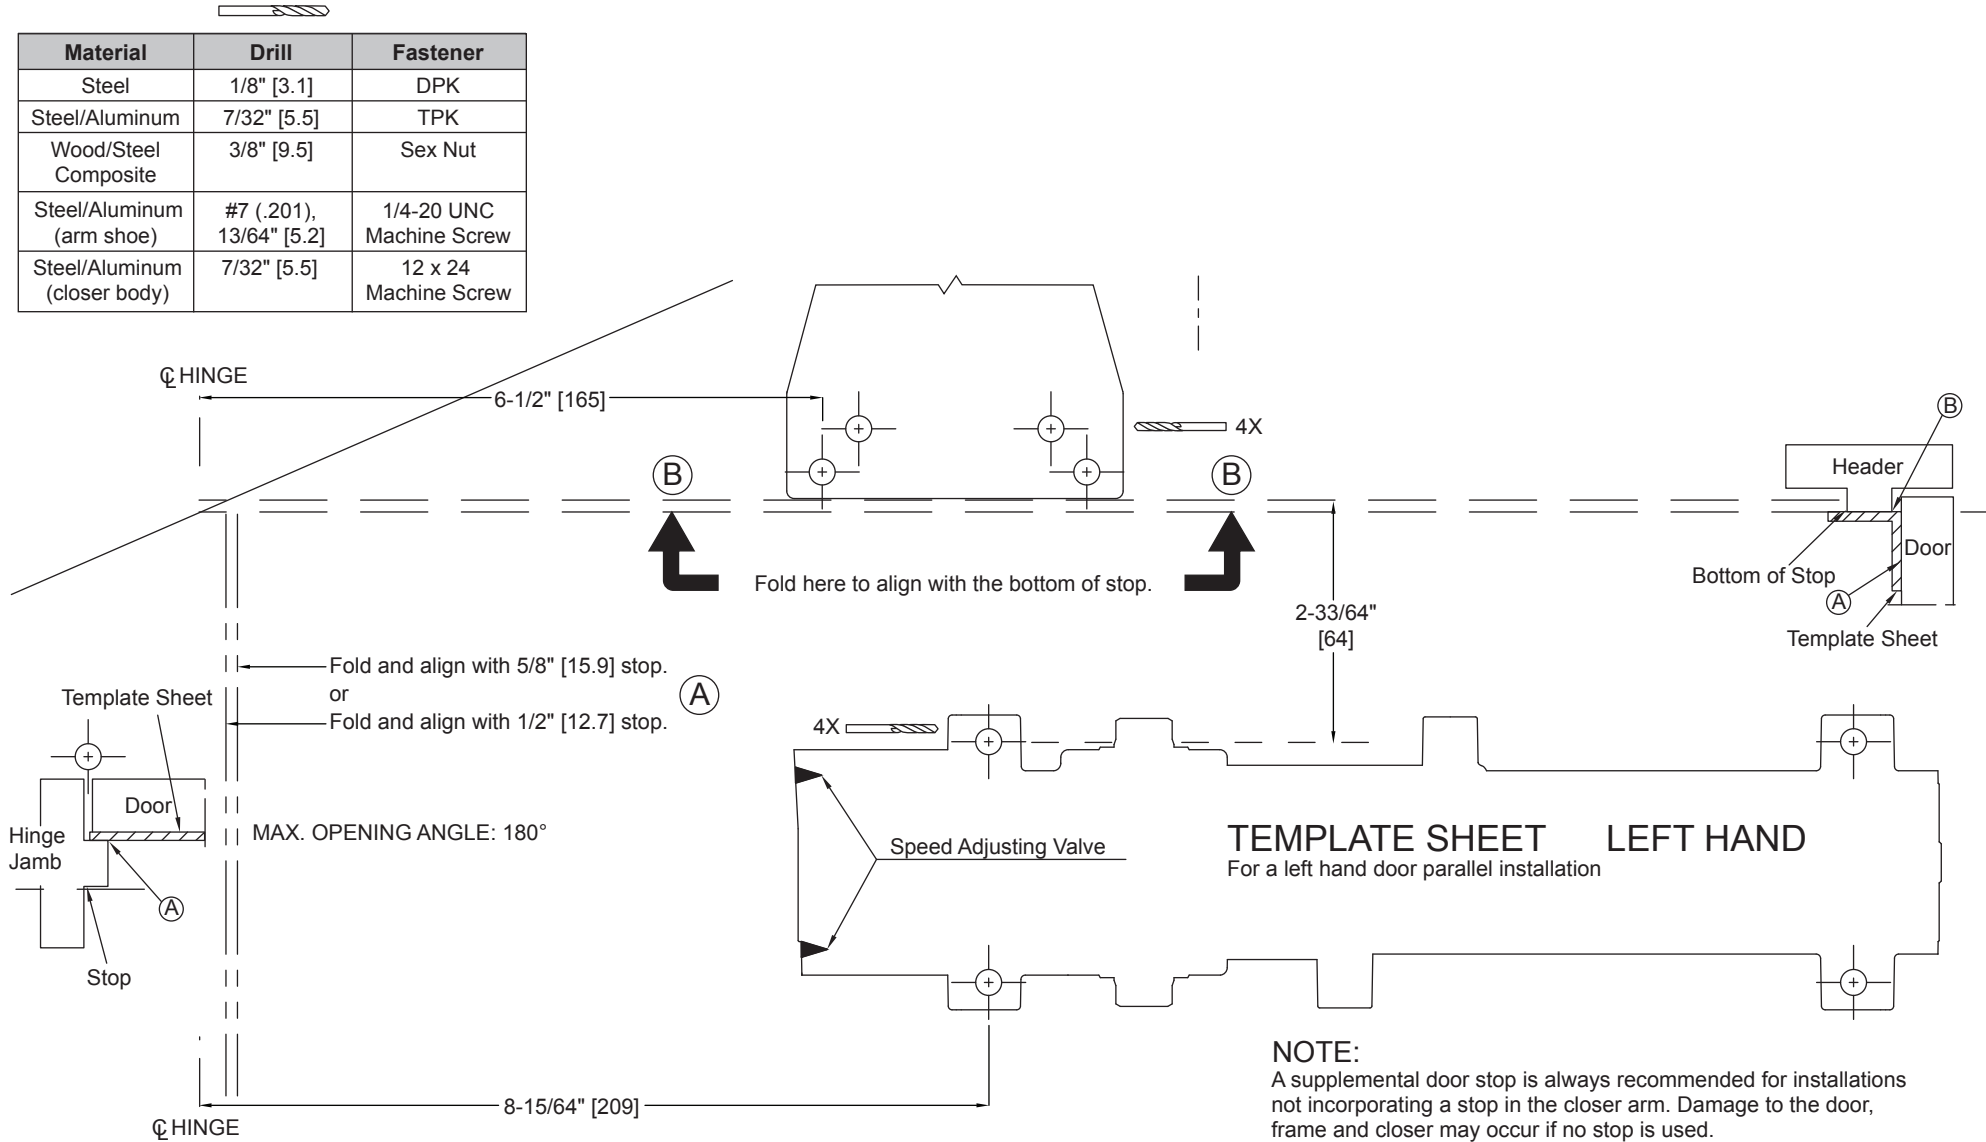 Material Drill Fastener
Steel 1/8" [3.1] DPK
Steel/Aluminum 7/32" [5.5] TPK
Wood/Steel 3/8" [9.5] Sex Nut
Composite
Steel/Aluminum #7 (.201), 1/4-20 UNC
(arm shoe) 13/64" [5.2] Machine Screw
Steel/Aluminum 7/32" [5.5] 12 x 24
(closer body) Machine Screw
℄ HINGE
6-1/2" [165]
4X
B
B
B
Header
Door
Bottom of Stop
A
Template Sheet
Fold here to align with the bottom of stop.
2-33/64"
[64]
Fold and align with 5/8" [15.9] stop.
or
Fold and align with 1/2" [12.7] stop.
A
Template Sheet
4X
Door
Hinge
Jamb
MAX. OPENING ANGLE: 180°
A
Stop
Speed Adjusting Valve
TEMPLATE SHEET LEFT HAND
For a left hand door parallel installation
8-15/64" [209]
℄ HINGE
NOTE:
A supplemental door stop is always recommended for installations
not incorporating a stop in the closer arm. Damage to the door,
frame and closer may occur if no stop is used.